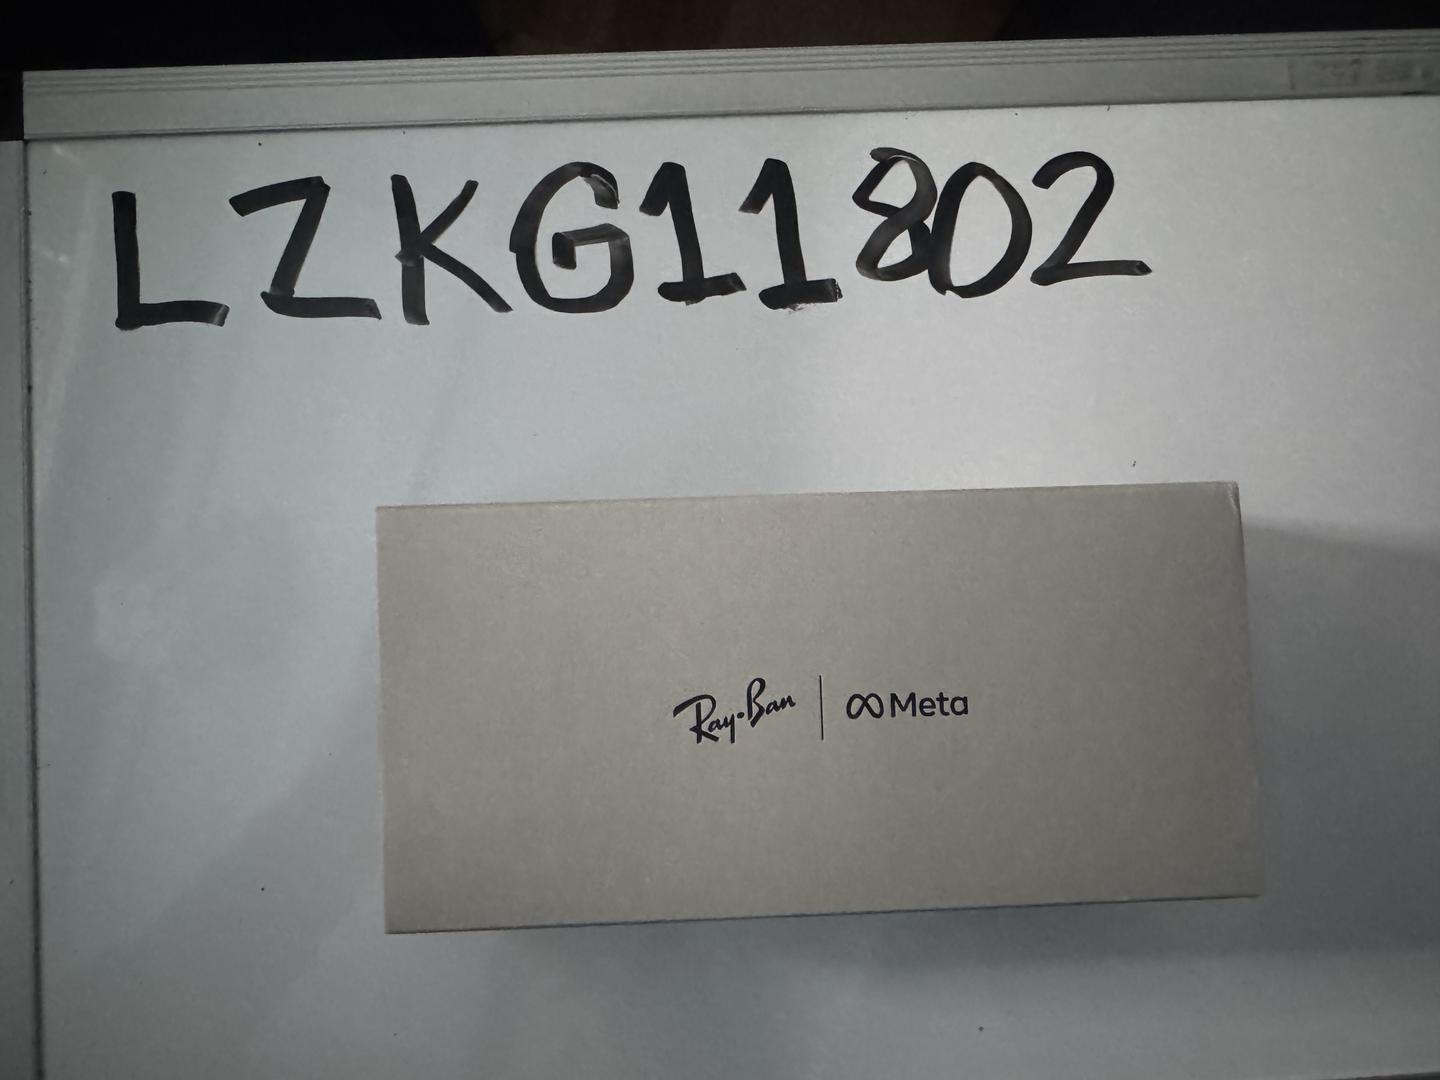 LZKG11802
Ray-Ban | Meta